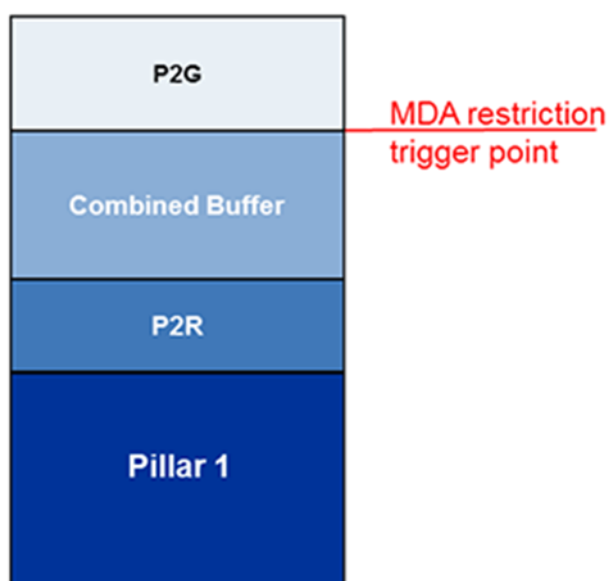 P2G
MDA restriction
trigger point
Combined Buffer
P2R
Pillar 1